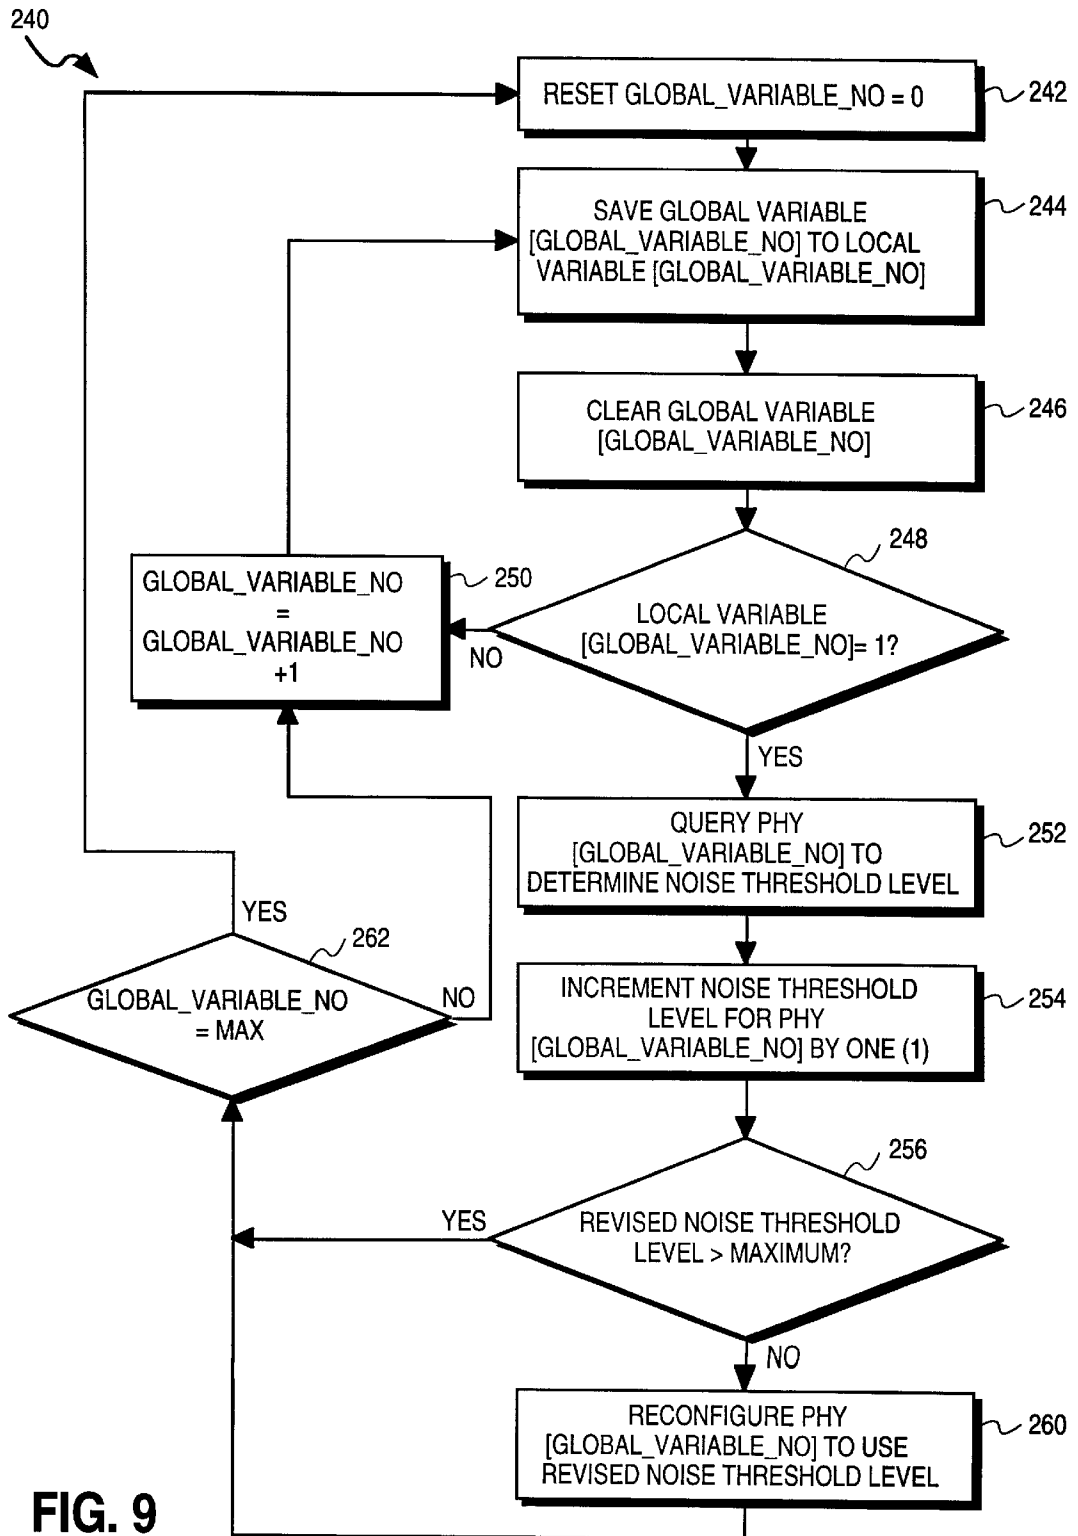 240
RESET GLOBAL_VARIABLE_NO = 0
242
SAVE GLOBAL VARIABLE
[GLOBAL_VARIABLE_NO] TO LOCAL
VARIABLE [GLOBAL_VARIABLE_NO]
244
CLEAR GLOBAL VARIABLE
[GLOBAL_VARIABLE_NO]
246
LOCAL VARIABLE
[GLOBAL_VARIABLE_NO]= 1?
248
NO
YES
GLOBAL_VARIABLE_NO
=
GLOBAL_VARIABLE_NO
+1
250
QUERY PHY
[GLOBAL_VARIABLE_NO] TO
DETERMINE NOISE THRESHOLD LEVEL
252
INCREMENT NOISE THRESHOLD
LEVEL FOR PHY
[GLOBAL_VARIABLE_NO] BY ONE (1)
254
REVISED NOISE THRESHOLD
LEVEL > MAXIMUM?
256
YES
NO
RECONFIGURE PHY
[GLOBAL_VARIABLE_NO] TO USE
REVISED NOISE THRESHOLD LEVEL
260
GLOBAL_VARIABLE_NO
= MAX
262
YES
NO
FIG. 9